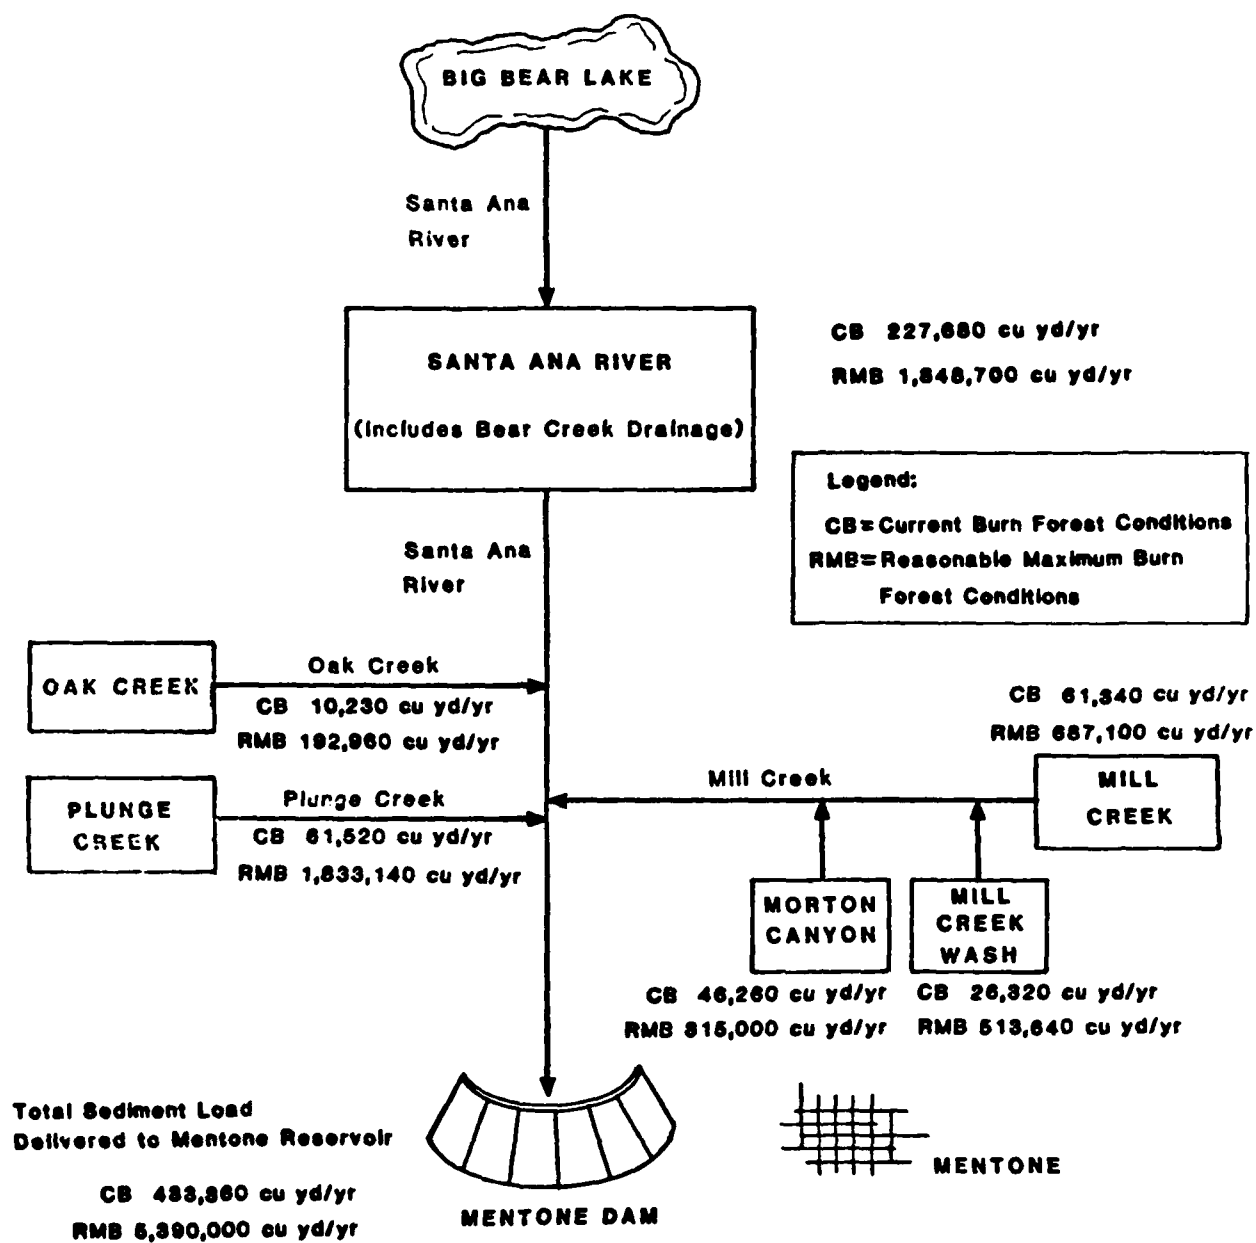 BIG BEAR LAKE
Santa Ana
River
SANTA ANA RIVER
(Includes Bear Creek Drainage)
CB 227,680 cu yd/yr
RMB 1,848,700 cu yd/yr
Legend:
CB=Current Burn Forest Conditions
RMB=Reasonable Maximum Burn
Forest Conditions
Santa Ana
River
OAK CREEK
Oak Creek
CB 10,230 cu yd/yr
RMB 192,960 cu yd/yr
CB 61,340 cu yd/yr
RMB 687,100 cu yd/yr
MILL
CREEK
Mill Creek
PLUNGE
CREEK
Plunge Creek
CB 61,520 cu yd/yr
RMB 1,833,140 cu yd/yr
MORTON
CANYON
CB 46,260 cu yd/yr
RMB 315,000 cu yd/yr
MILL
CREEK
WASH
CB 26,320 cu yd/yr
RMB 513,640 cu yd/yr
Total Sediment Load
Delivered to Mentone Reservoir
CB 433,350 cu yd/yr
RMB 5,390,000 cu yd/yr
MENTONE DAM
MENTONE